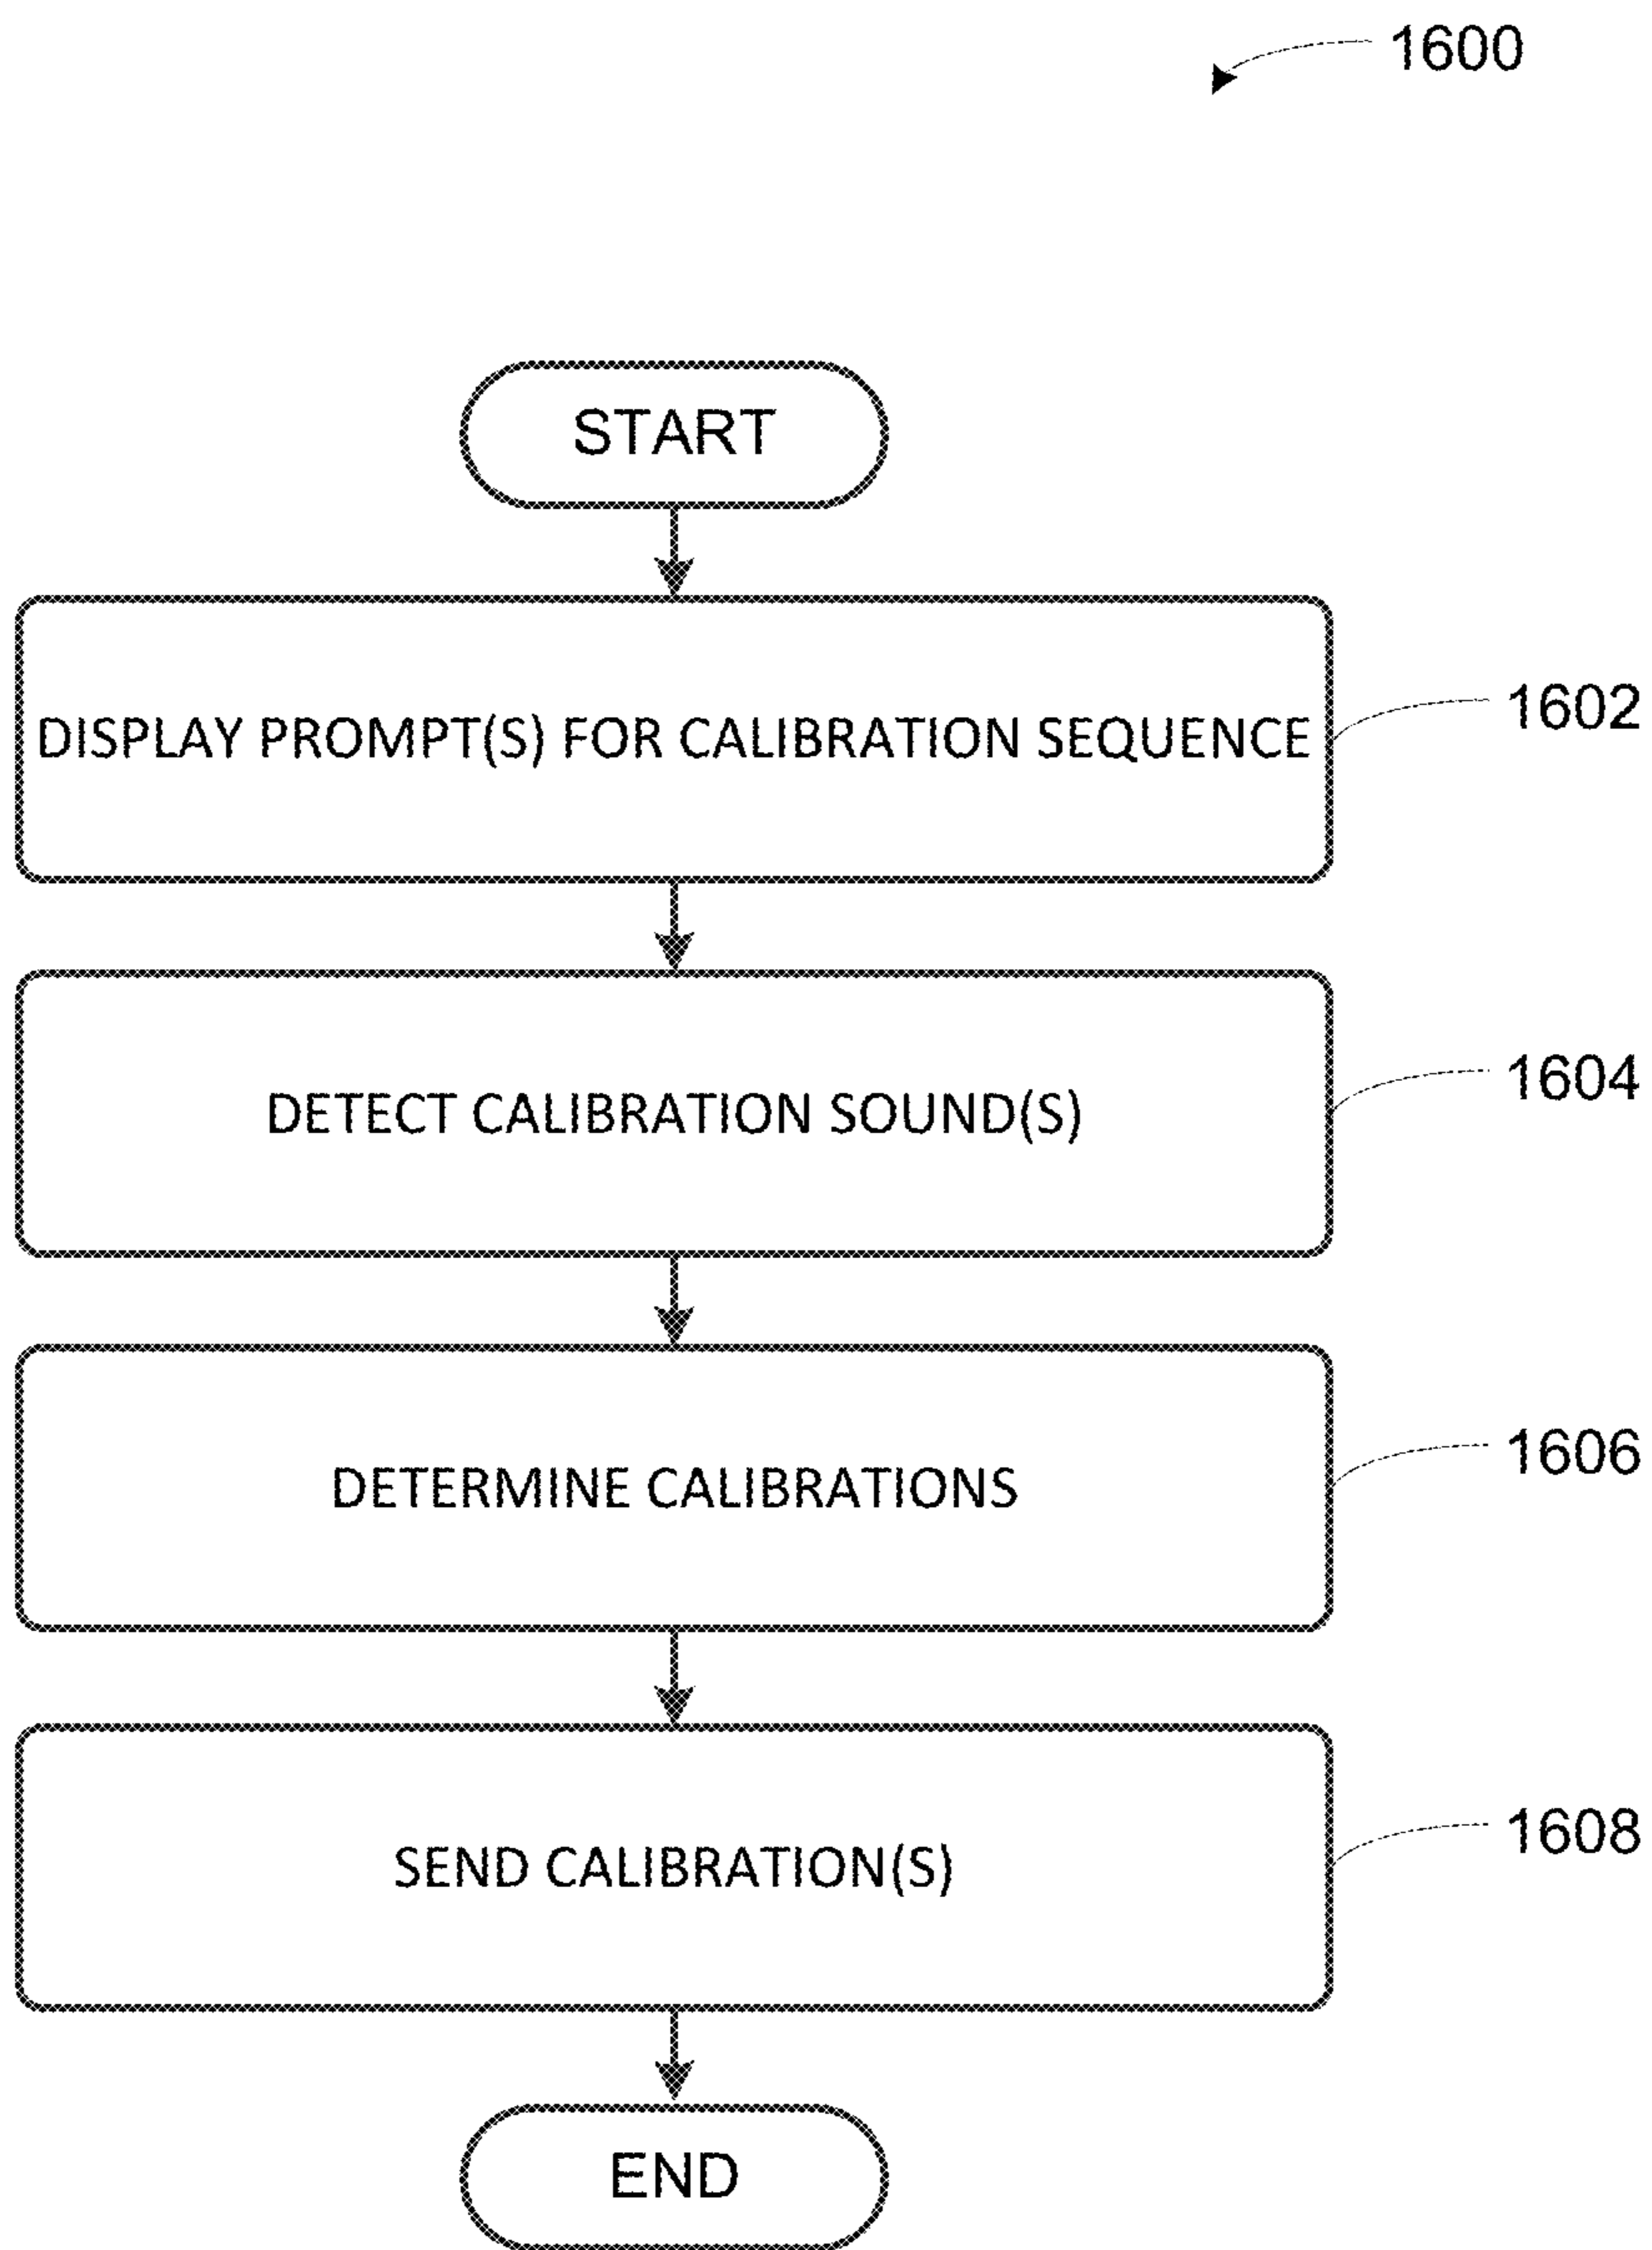 1600
START
DISPLAY PROMPT(S) FOR CALIBRATION SEQUENCE
1602
DETECT CALIBRATION SOUND(S)
1604
DETERMINE CALIBRATIONS
1606
SEND CALIBRATION(S)
1608
END